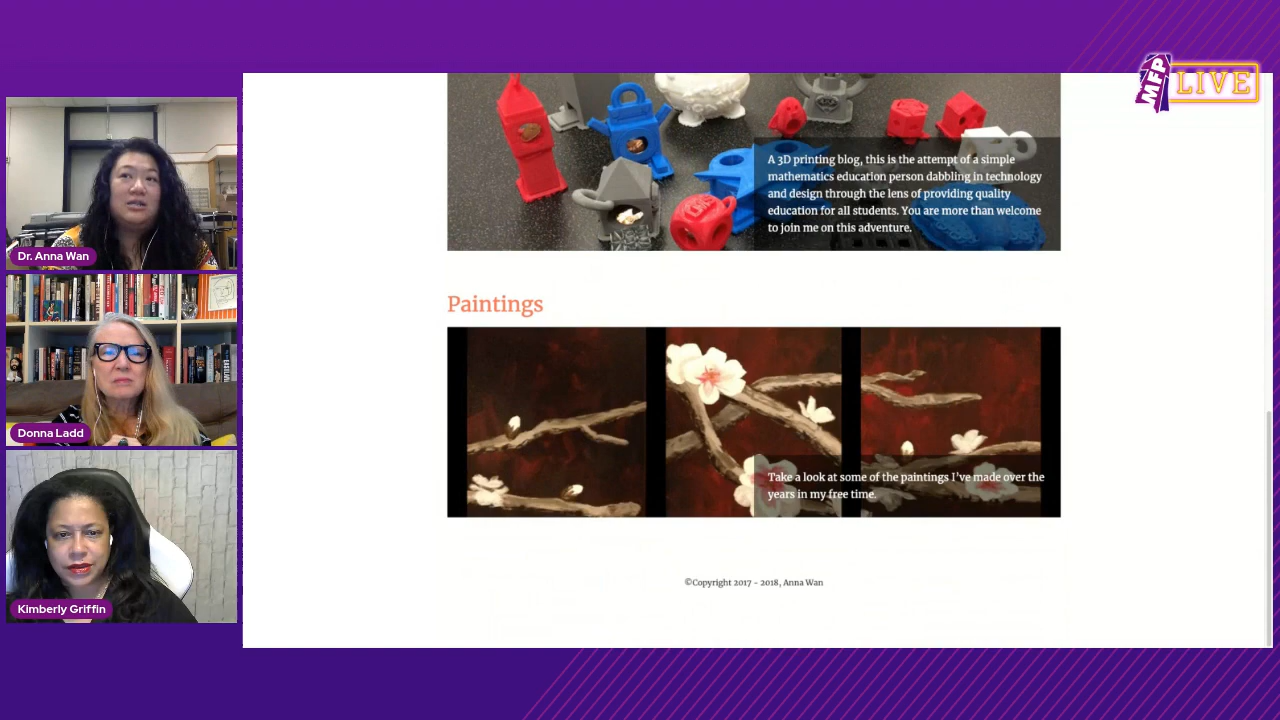 MFP
LIVE
Dr. Anna Wan
Donna Ladd
Kimberly Griffin
A 3D printing blog, this is the attempt of a simple
mathematics education person dabbling in technology
and design through the lens of providing quality
education for all students. You are more than welcome
to join me on this adventure.
Paintings
Take a look at some of the paintings I've made over the
years in my free time.
©Copyright 2017 - 2018, Anna Wan